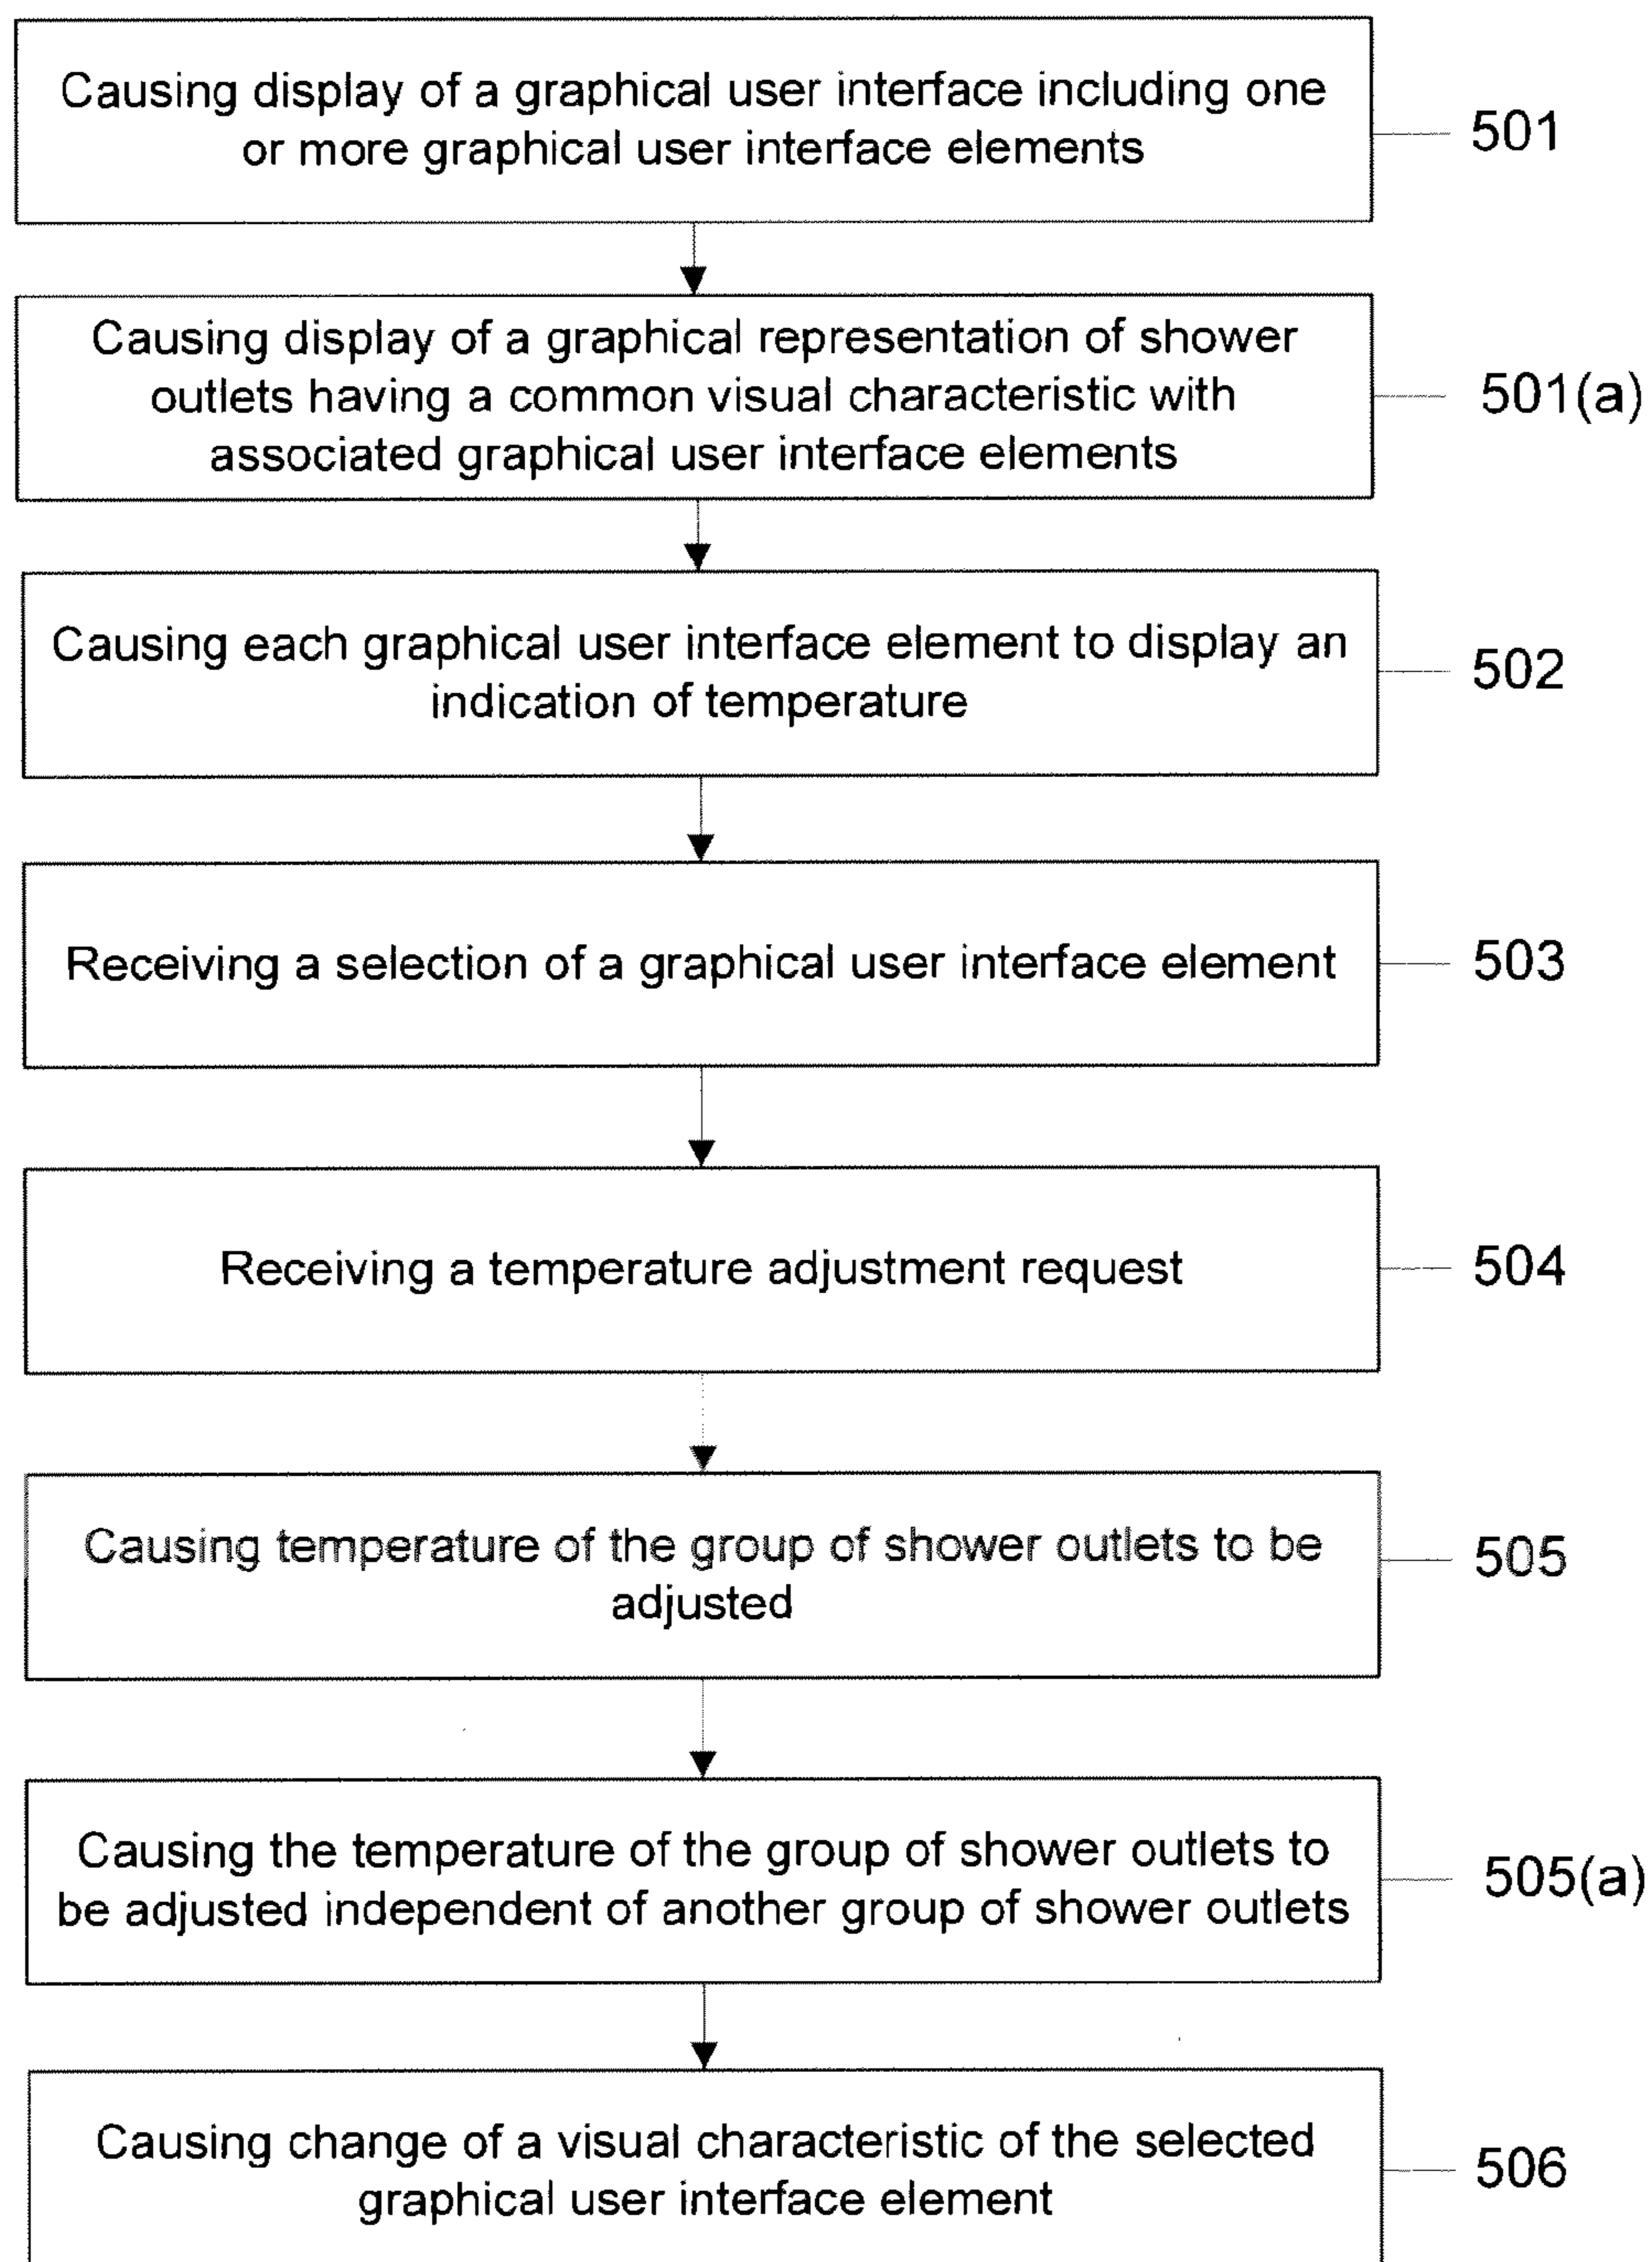 Causing display of a graphical user interface including one
or more graphical user interface elements
501
Causing display of a graphical representation of shower
outlets having a common visual characteristic with
associated graphical user interface elements
501(a)
Causing each graphical user interface element to display an
indication of temperature
502
Receiving a selection of a graphical user interface element
503
Receiving a temperature adjustment request
504
Causing temperature of the group of shower outlets to be
adjusted
505
Causing the temperature of the group of shower outlets to
be adjusted independent of another group of shower outlets
505(a)
Causing change of a visual characteristic of the selected
graphical user interface element
506